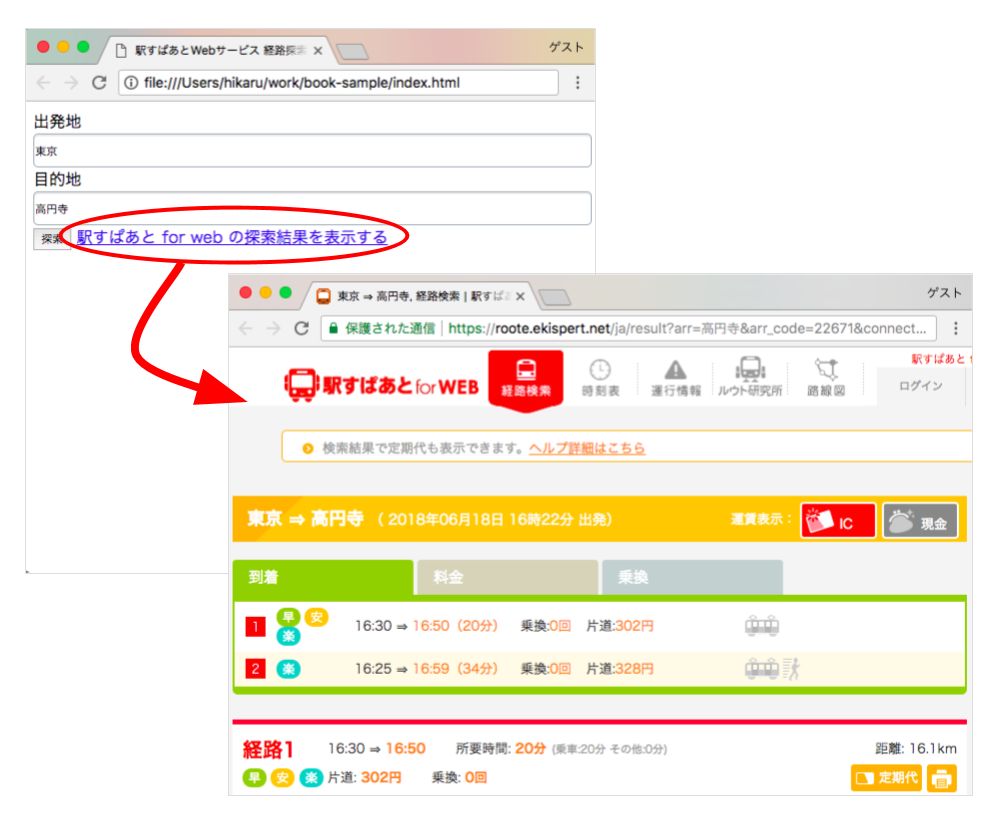 駅すぱあとWebサービス 経路探索
ゲスト
file:///Users/hikaru/work/book-sample/index.html
出発地
東京
目的地
高円寺
探索 駅すぱあと for web の探索結果を表示する
東京 ⇒ 高円寺, 経路検索 | 駅すぱあ
ゲスト
保護された通信 | https://roote.ekispert.net/ja/result?arr=高円寺&arr_code=22671&connect...
駅すぱあと
駅すぱあと for WEB 経路検索 時刻表 運行情報 ルウト研究所 路線図 ログイン
検索結果で定期代も表示できます。ヘルプ詳細はこちら
東京 ⇒ 高円寺 ( 2018年06月18日 16時22分 出発) 運賃表示: IC 現金
到着 料金 乗換
1 早 安 楽 16:30 ⇒ 16:50 (20分) 乗換:0回 片道:302円
2 楽 16:25 ⇒ 16:59 (34分) 乗換:0回 片道:328円
経路1 16:30 ⇒ 16:50 所要時間: 20分 (乗車:20分 その他:0分) 距離: 16.1km
早 安 楽 片道: 302円 乗換: 0回 定期代